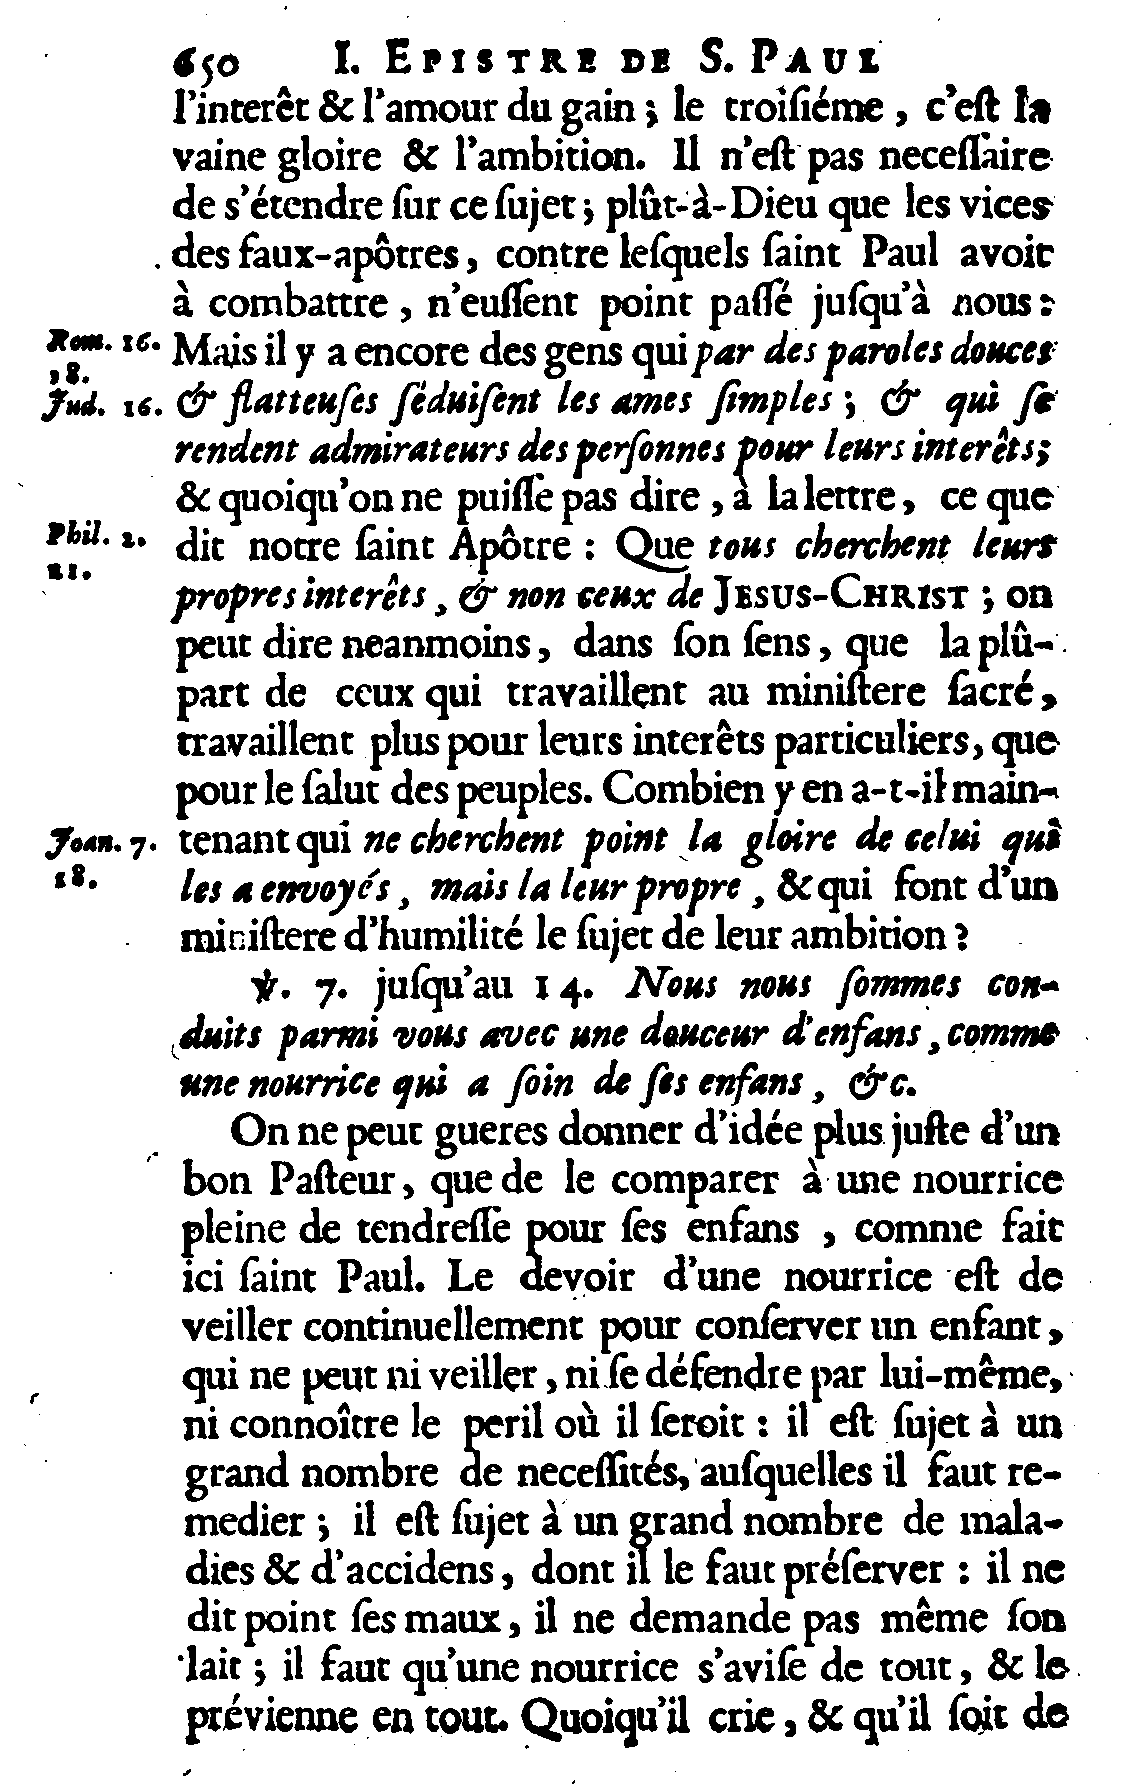 650 I. EPISTRE DE S. PAUL
l'interêt & l'amour du gain ; le troiſiéme , c'eſt la
vaine gloire & l'ambition. Il n'eſt pas neceſſaire
de s'étendre ſur ce ſujet ; plût-à-Dieu que les vices
des faux-apôtres , contre leſquels ſaint Paul avoit
à combattre , n'euſſent point paſſé juſqu'à nous :
Rom. 16. Mais il y a encore des gens qui par des paroles douces
18.
Jud. 16. & flatteuſes ſéduiſent les ames ſimples ; & qui ſe
rendent admirateurs des perſonnes pour leurs interêts ;
& quoiqu'on ne puiſſe pas dire , à la lettre , ce que
Phil. 2. dit notre ſaint Apôtre : Que tous cherchent leurs
21.
propres interêts , & non ceux de JESUS-CHRIST ; on
peut dire neanmoins , dans ſon ſens , que la plû-
part de ceux qui travaillent au miniſtere ſacré ,
travaillent plus pour leurs interêts particuliers , que
pour le ſalut des peuples. Combien y en a-t-il main-
Joan. 7. tenant qui ne cherchent point la gloire de celui qui
18.
les a envoyés , mais la leur propre , & qui font d'un
miniſtere d'humilité le ſujet de leur ambition ?
℣. 7. juſqu'au 14. Nous nous ſommes con-
duits parmi vous avec une douceur d'enfans , comme
une nourrice qui a ſoin de ſes enfans , &c.
On ne peut gueres donner d'idée plus juſte d'un
bon Paſteur , que de le comparer à une nourrice
pleine de tendreſſe pour ſes enfans , comme fait
ici ſaint Paul. Le devoir d'une nourrice eſt de
veiller continuellement pour conſerver un enfant ,
qui ne peut ni veiller , ni ſe défendre par lui-même,
ni connoître le peril où il ſeroit : il eſt ſujet à un
grand nombre de neceſſités, auſquelles il faut re-
medier ; il eſt ſujet à un grand nombre de mala-
dies & d'accidens , dont il le faut préſerver : il ne
dit point ſes maux , il ne demande pas même ſon
lait ; il faut qu'une nourrice s'aviſe de tout , & le
prévienne en tout. Quoiqu'il crie , & qu'il ſoit de